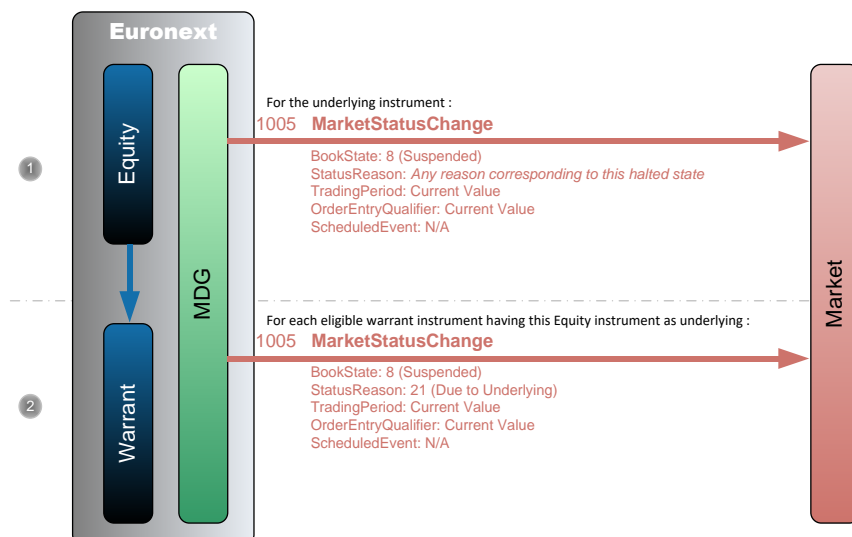 Euronext
Equity
MDG
Market
For the underlying instrument :
1005 MarketStatusChange
1
BookState: 8 (Suspended)
StatusReason: Any reason corresponding to this halted state
TradingPeriod: Current Value
OrderEntryQualifier: Current Value
ScheduledEvent: N/A
For each eligible warrant instrument having this Equity instrument as underlying :
1005 MarketStatusChange
Warrant
2
BookState: 8 (Suspended)
StatusReason: 21 (Due to Underlying)
TradingPeriod: Current Value
OrderEntryQualifier: Current Value
ScheduledEvent: N/A